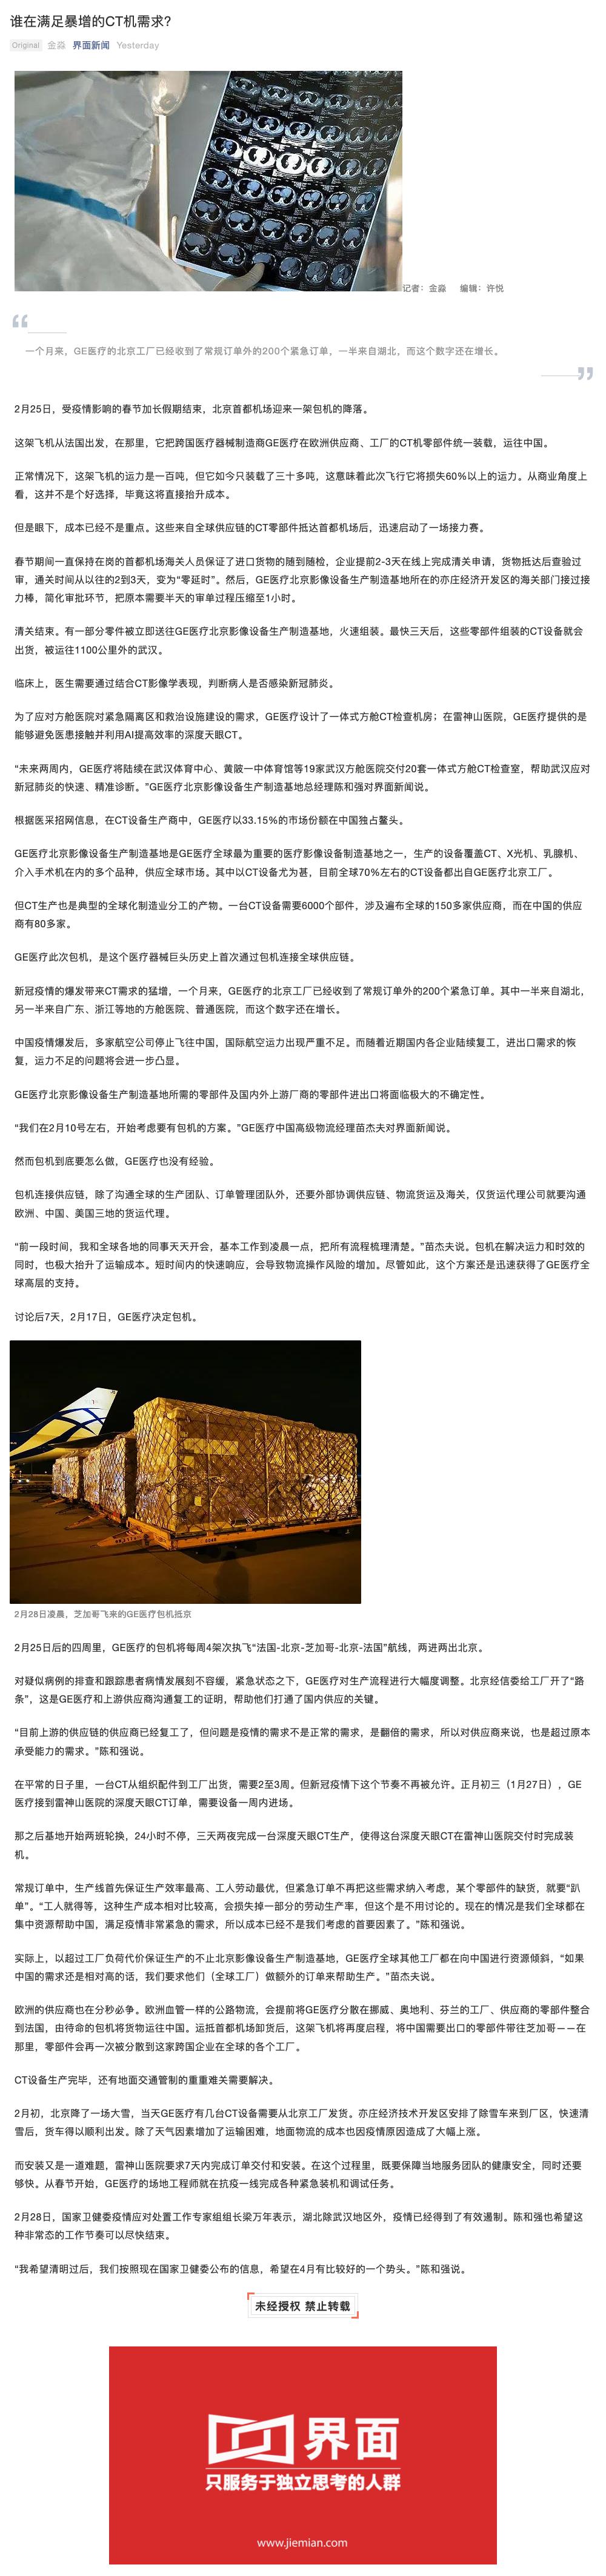 谁在满足暴增的CT机需求?
Original 金淼 界面新闻 Yesterday
记者：金淼 编辑：许悦
一个月来，GE医疗的北京工厂已经收到了常规订单外的200个紧急订单，一半来自湖北，而这个数字还在增长。
2月25日，受疫情影响的春节加长假期结束，北京首都机场迎来一架包机的降落。
这架飞机从法国出发，在那里，它把跨国医疗器械制造商GE医疗在欧洲供应商、工厂的CT机零部件统一装载，运往中国。
正常情况下，这架飞机的运力是一百吨，但它如今只装载了三十多吨，这意味着此次飞行它将损失60%以上的运力。从商业角度上
看，这并不是个好选择，毕竟这将直接抬升成本。
但是眼下，成本已经不是重点。这些来自全球供应链的CT零部件抵达首都机场后，迅速启动了一场接力赛。
春节期间一直保持在岗的首都机场海关人员保证了进口货物的随到随检，企业提前2-3天在线上完成清关申请，货物抵达后查验过
审，通关时间从以往的2到3天，变为“零延时”。然后，GE医疗北京影像设备生产制造基地所在的亦庄经济开发区的海关部门接过接
力棒，简化审批环节，把原本需要半天的审单过程压缩至1小时。
清关结束。有一部分零件被立即送往GE医疗北京影像设备生产制造基地，火速组装。最快三天后，这些零部件组装的CT设备就会
出货，被运往1100公里外的武汉。
临床上，医生需要通过结合CT影像学表现，判断病人是否感染新冠肺炎。
为了应对方舱医院对紧急隔离区和救治设施建设的需求，GE医疗设计了一体式方舱CT检查机房；在雷神山医院，GE医疗提供的是
能够避免医患接触并利用AI提高效率的深度天眼CT。
“未来两周内，GE医疗将陆续在武汉体育中心、黄陂一中体育馆等19家武汉方舱医院交付20套一体式方舱CT检查室，帮助武汉应对
新冠肺炎的快速、精准诊断。”GE医疗北京影像设备生产制造基地总经理陈和强对界面新闻说。
根据医采招网信息，在CT设备生产商中，GE医疗以33.15%的市场份额在中国独占鳌头。
GE医疗北京影像设备生产制造基地是GE医疗全球最为重要的医疗影像设备制造基地之一，生产的设备覆盖CT、X光机、乳腺机、
介入手术机在内的多个品种，供应全球市场。其中以CT设备尤为甚，目前全球70%左右的CT设备都出自GE医疗北京工厂。
但CT生产也是典型的全球化制造业分工的产物。一台CT设备需要6000个部件，涉及遍布全球的150多家供应商，而在中国的供应
商有80多家。
GE医疗此次包机，是这个医疗器械巨头历史上首次通过包机连接全球供应链。
新冠疫情的爆发带来CT需求的猛增，一个月来，GE医疗的北京工厂已经收到了常规订单外的200个紧急订单。其中一半来自湖北，
另一半来自广东、浙江等地的方舱医院、普通医院，而这个数字还在增长。
中国疫情爆发后，多家航空公司停止飞往中国，国际航空运力出现严重不足。而随着近期国内各企业陆续复工，进出口需求的恢
复，运力不足的问题将会进一步凸显。
GE医疗北京影像设备生产制造基地所需的零部件及国内外上游厂商的零部件进出口将面临极大的不确定性。
“我们在2月10号左右，开始考虑要有包机的方案。”GE医疗中国高级物流经理苗杰夫对界面新闻说。
然而包机到底要怎么做，GE医疗也没有经验。
包机连接供应链，除了沟通全球的生产团队、订单管理团队外，还要外部协调供应链、物流货运及海关，仅货运代理公司就要沟通
欧洲、中国、美国三地的货运代理。
“前一段时间，我和全球各地的同事天天开会，基本工作到凌晨一点，把所有流程梳理清楚。”苗杰夫说。包机在解决运力和时效的
同时，也极大抬升了运输成本。短时间内的快速响应，会导致物流操作风险的增加。尽管如此，这个方案还是迅速获得了GE医疗全
球高层的支持。
讨论后7天，2月17日，GE医疗决定包机。
2月28日凌晨，芝加哥飞来的GE医疗包机抵京
2月25日后的四周里，GE医疗的包机将每周4架次执飞“法国-北京-芝加哥-北京-法国”航线，两进两出北京。
对疑似病例的排查和跟踪患者病情发展刻不容缓，紧急状态之下，GE医疗对生产流程进行大幅度调整。北京经信委给工厂开了“路
条”，这是GE医疗和上游供应商沟通复工的证明，帮助他们打通了国内供应的关键。
“目前上游的供应链的供应商已经复工了，但问题是疫情的需求不是正常的需求，是翻倍的需求，所以对供应商来说，也是超过原本
承受能力的需求。”陈和强说。
在平常的日子里，一台CT从组织配件到工厂出货，需要2至3周。但新冠疫情下这个节奏不再被允许。正月初三（1月27日），GE
医疗接到雷神山医院的深度天眼CT订单，需要设备一周内进场。
那之后基地开始两班轮换，24小时不停，三天两夜完成一台深度天眼CT生产，使得这台深度天眼CT在雷神山医院交付时完成装
机。
常规订单中，生产线首先保证生产效率最高、工人劳动最优，但紧急订单不再把这些需求纳入考虑，某个零部件的缺货，就要“趴
单”。“工人就得等，这种生产成本相对比较高，会损失掉一部分的劳动生产率，但这个是不用讨论的。现在的情况是我们全球都在
集中资源帮助中国，满足疫情非常紧急的需求，所以成本已经不是我们考虑的首要因素了。”陈和强说。
实际上，以超过工厂负荷代价保证生产的不止北京影像设备生产制造基地，GE医疗全球其他工厂都在向中国进行资源倾斜，“如果
中国的需求还是相对高的话，我们要求他们（全球工厂）做额外的订单来帮助生产。”苗杰夫说。
欧洲的供应商也在分秒必争。欧洲血管一样的公路物流，会提前将GE医疗分散在挪威、奥地利、芬兰的工厂、供应商的零部件整合
到法国，由待命的包机将货物运往中国。运抵首都机场卸货后，这架飞机将再度启程，将中国需要出口的零部件带往芝加哥——在
那里，零部件会再一次被分散到这家跨国企业在全球的各个工厂。
CT设备生产完毕，还有地面交通管制的重重难关需要解决。
2月初，北京降了一场大雪，当天GE医疗有几台CT设备需要从北京工厂发货。亦庄经济技术开发区安排了除雪车来到厂区，快速清
雪后，货车得以顺利出发。除了天气因素增加了运输困难，地面物流的成本也因疫情原因造成了大幅上涨。
而安装又是一道难题，雷神山医院要求7天内完成订单交付和安装。在这个过程里，既要保障当地服务团队的健康安全，同时还要
够快。从春节开始，GE医疗的场地工程师就在抗疫一线完成各种紧急装机和调试任务。
2月28日，国家卫健委疫情应对处置工作专家组组长梁万年表示，湖北除武汉地区外，疫情已经得到了有效遏制。陈和强也希望这
种非常态的工作节奏可以尽快结束。
“我希望清明过后，我们按照现在国家卫健委公布的信息，希望在4月有比较好的一个势头。”陈和强说。
未经授权 禁止转载
界面
只服务于独立思考的人群
www.jiemian.com